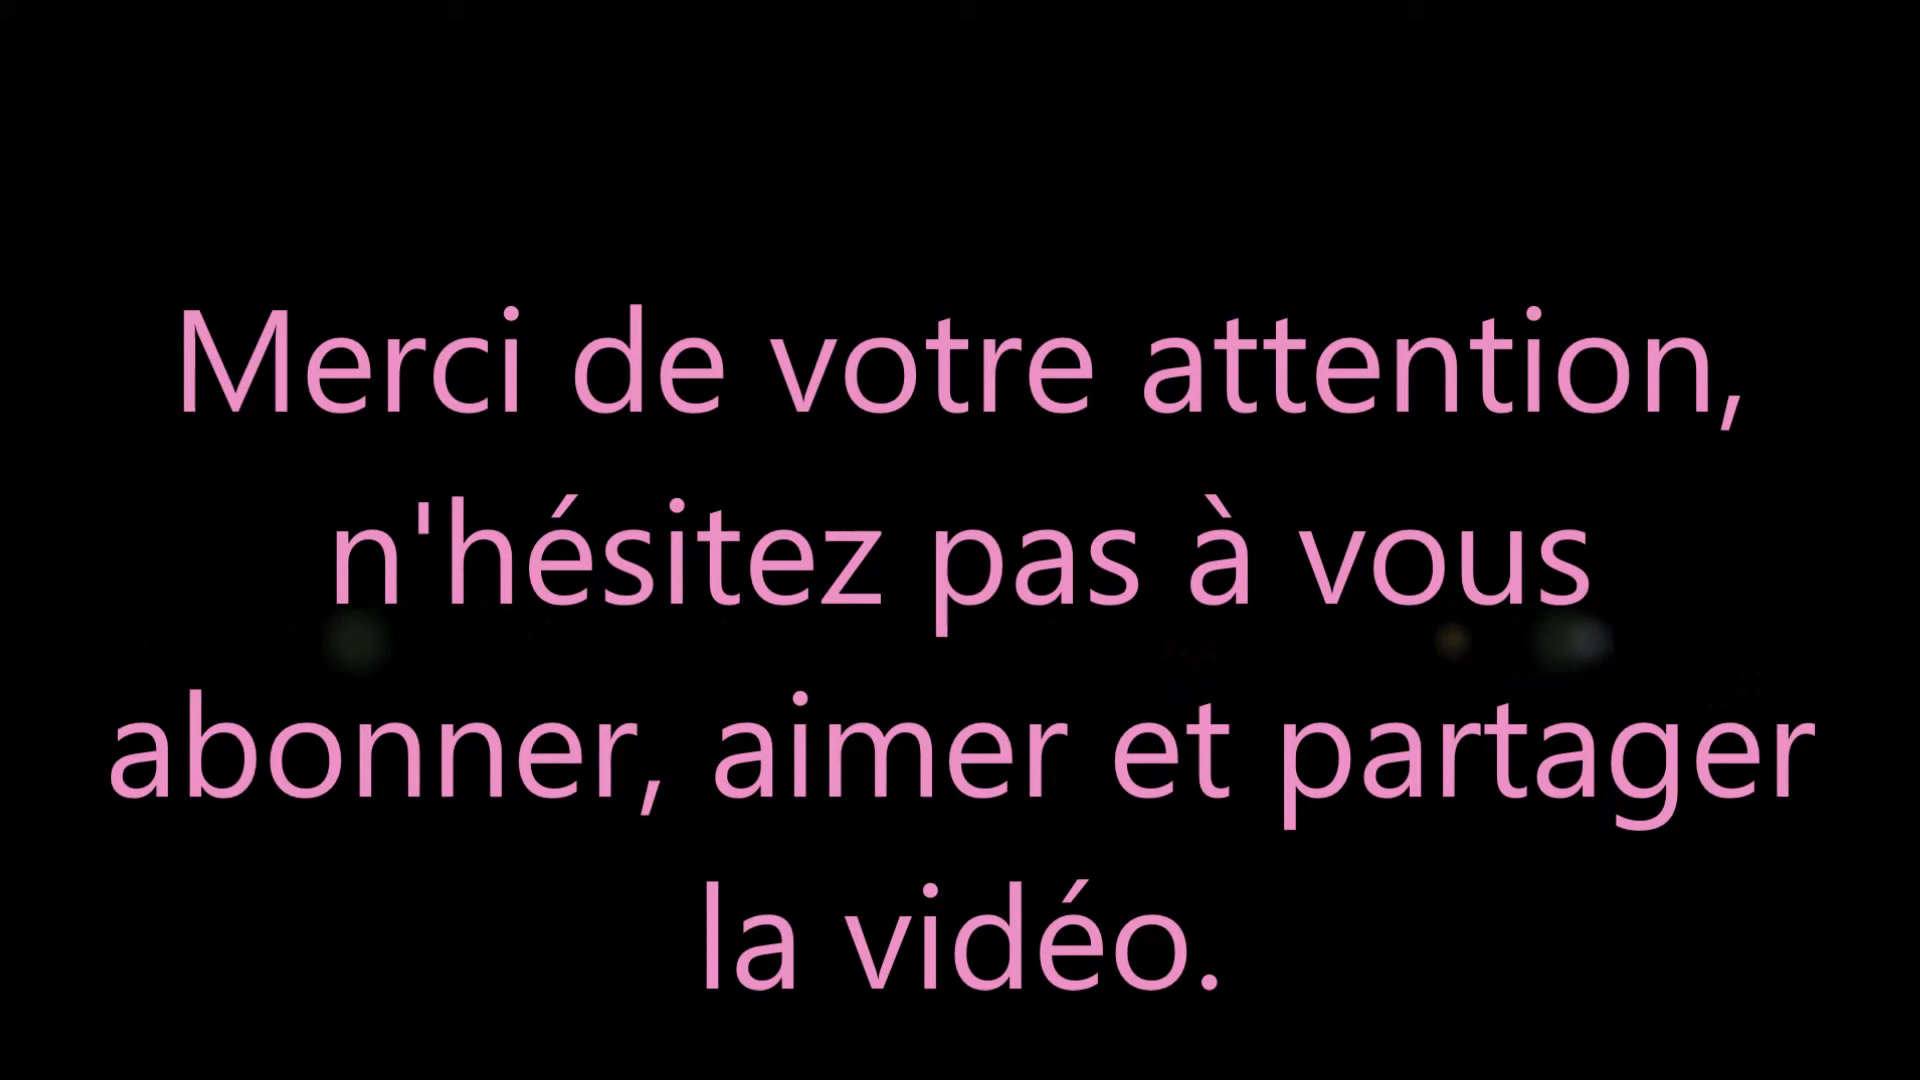 Merci de votre attention,
n'hésitez pas à vous
abonner, aimer et partager
la vidéo.